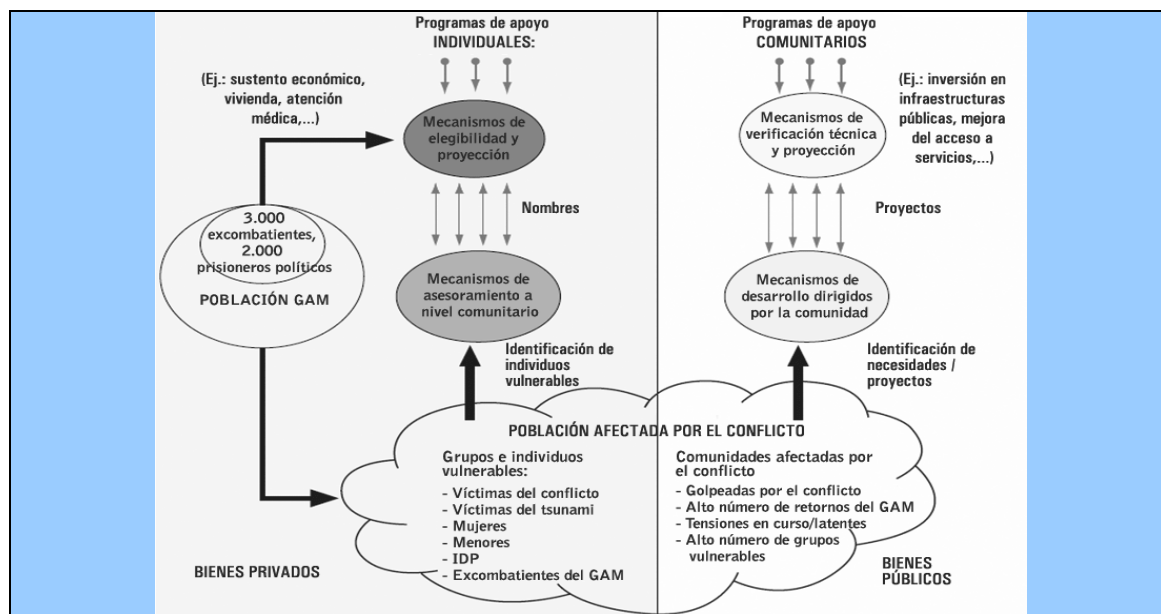 Programas de apoyo
INDIVIDUALES:
(Ej.: sustento económico,
vivienda, atención
médica,...)
Mecanismos de
elegibilidad y
proyección
Nombres
3.000
excombatientes,
2.000
prisioneros políticos
POBLACIÓN GAM
Mecanismos de
asesoramiento a
nivel comunitario
Identificación de
individuos
vulnerables
Programas de apoyo
COMUNITARIOS
(Ej.: inversión en
infraestructuras
públicas, mejora
del acceso a
servicios,...)
Mecanismos de
verificación técnica
y proyección
Proyectos
Mecanismos de
desarrollo dirigidos
por la comunidad
Identificación de
necesidades /
proyectos
POBLACIÓN AFECTADA POR EL CONFLICTO
Grupos e individuos
vulnerables:
- Víctimas del conflicto
- Víctimas del tsunami
- Mujeres
- Menores
- IDP
- Excombatientes del GAM
Comunidades afectadas por
el conflicto
- Golpeadas por el conflicto
- Alto número de retornos del GAM
- Tensiones en curso/latentes
- Alto número de grupos
vulnerables
BIENES PRIVADOS
BIENES
PÚBLICOS